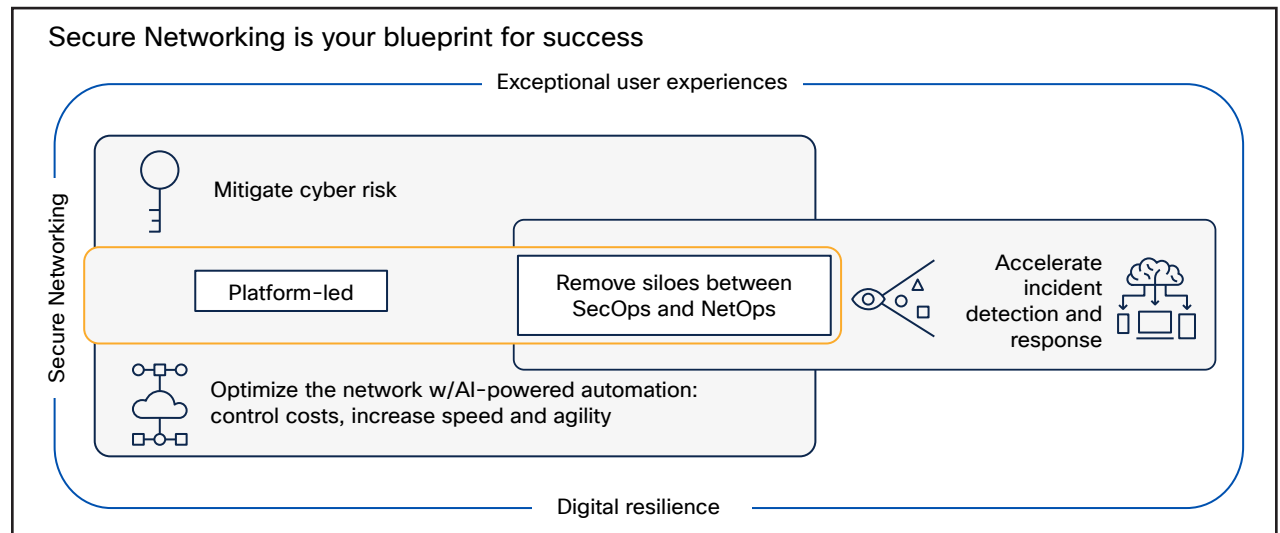 Secure Networking is your blueprint for success
Exceptional user experiences
Secure Networking
Mitigate cyber risk
Platform-led
Remove siloes between
SecOps and NetOps
Accelerate
incident
detection and
response
Optimize the network w/AI-powered automation:
control costs, increase speed and agility
Digital resilience